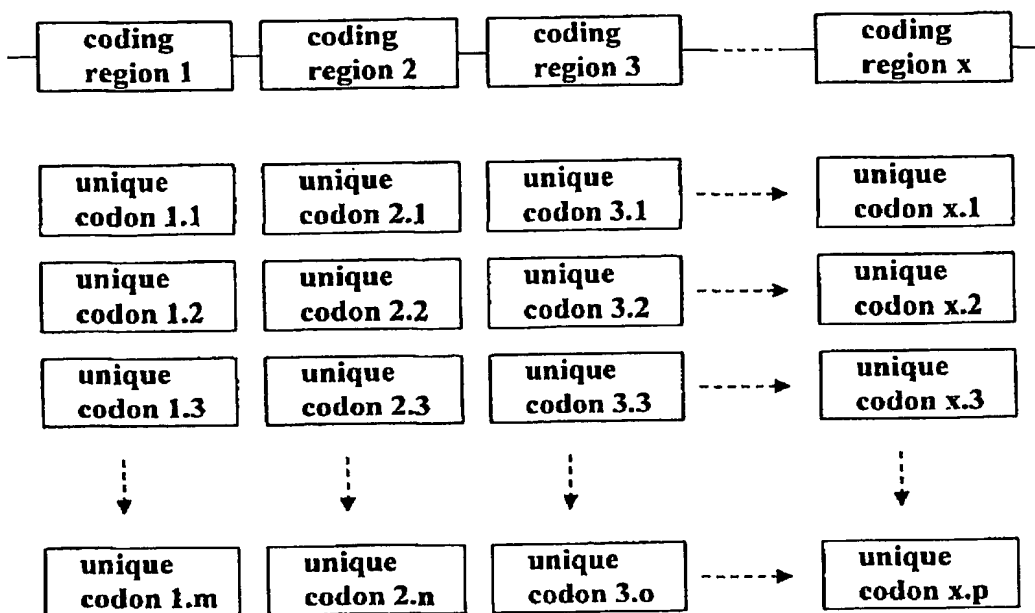 coding
region 1
coding
region 2
coding
region 3
coding
region x
unique
codon 1.1
unique
codon 2.1
unique
codon 3.1
unique
codon x.1
unique
codon 1.2
unique
codon 2.2
unique
codon 3.2
unique
codon x.2
unique
codon 1.3
unique
codon 2.3
unique
codon 3.3
unique
codon x.3
unique
codon 1.m
unique
codon 2.n
unique
codon 3.o
unique
codon x.p